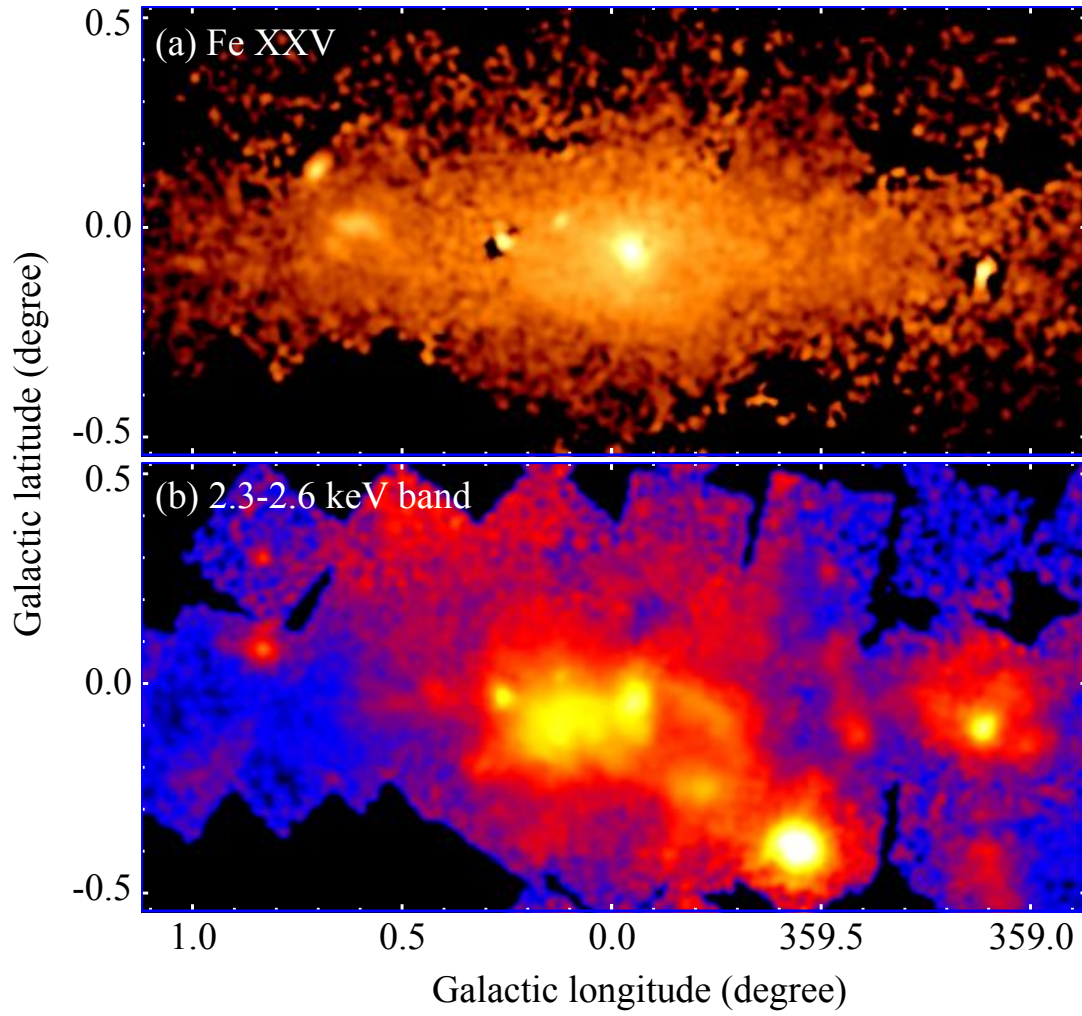 0.5
(a) Fe XXV
0.0
-0.5
0.5
(b) 2.3-2.6 keV band
0.0
-0.5
Galactic latitude (degree)
1.0 0.5 0.0 359.5 359.0
Galactic longitude (degree)